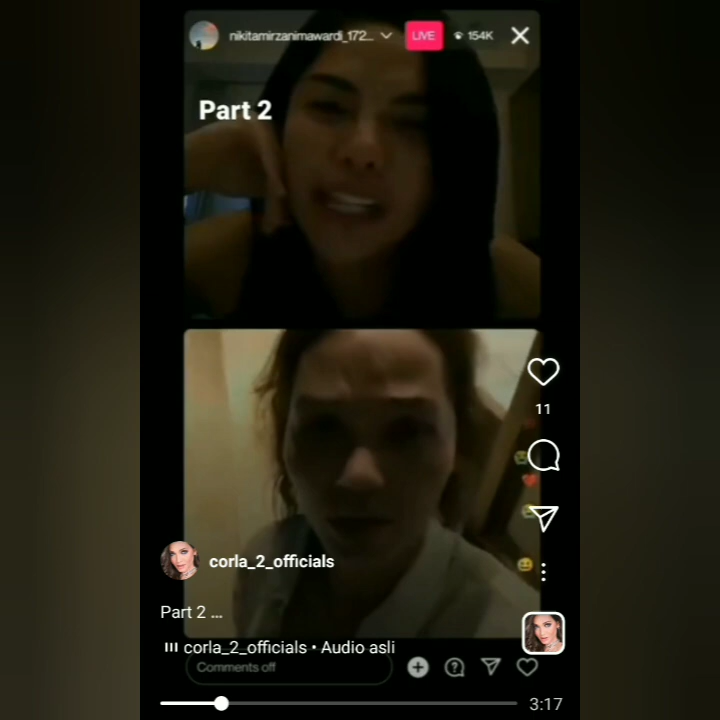 nikitamirzanimawardi_172...
LIVE
154K
Part 2
11
corla_2_officials
Part 2 ...
corla_2_officials • Audio asli
Comments off
3:17